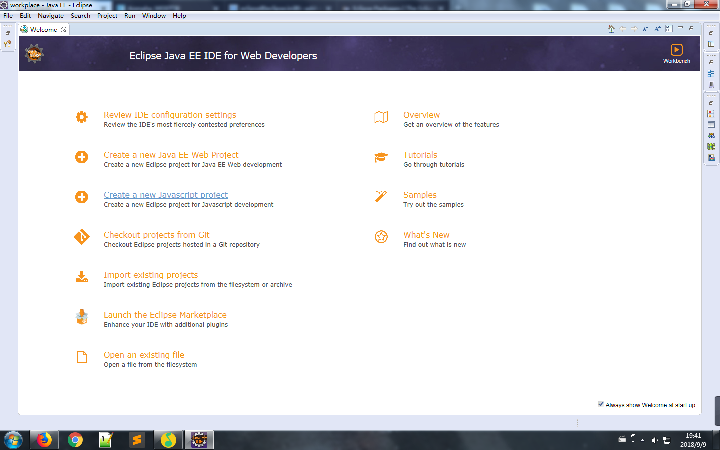 workplace - Java EE - Eclipse
File Edit Navigate Search Project Run Window Help
Welcome
Eclipse Java EE IDE for Web Developers
Workbench
Review IDE configuration settings
Review the IDE's most fiercely contested preferences
Overview
Get an overview of the features
Create a new Java EE Web Project
Create a new Eclipse project for Java EE Web development
Tutorials
Go through tutorials
Create a new Javascript project
Create a new Eclipse project for Javascript development
Samples
Try out the samples
Checkout projects from Git
Checkout Eclipse projects hosted in a Git repository
What's New
Find out what is new
Import existing projects
Import existing Eclipse projects from the filesystem or archive
Launch the Eclipse Marketplace
Enhance your IDE with additional plugins
Open an existing file
Open a file from the filesystem
Always show Welcome at start up
19:41
2018/9/9